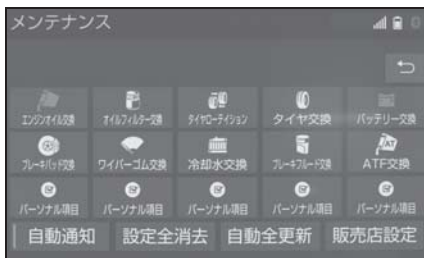 メンテナンス
エンジンオイル交換 オイルフィルター交換 タイヤローテイション タイヤ交換 バッテリー交換
ブレーキパッド交換 ワイパーゴム交換 冷却水交換 ブレーキフルード交換 ATF交換
パーソナル項目 パーソナル項目 パーソナル項目 パーソナル項目 パーソナル項目
自動通知 設定全消去 自動全更新 販売店設定